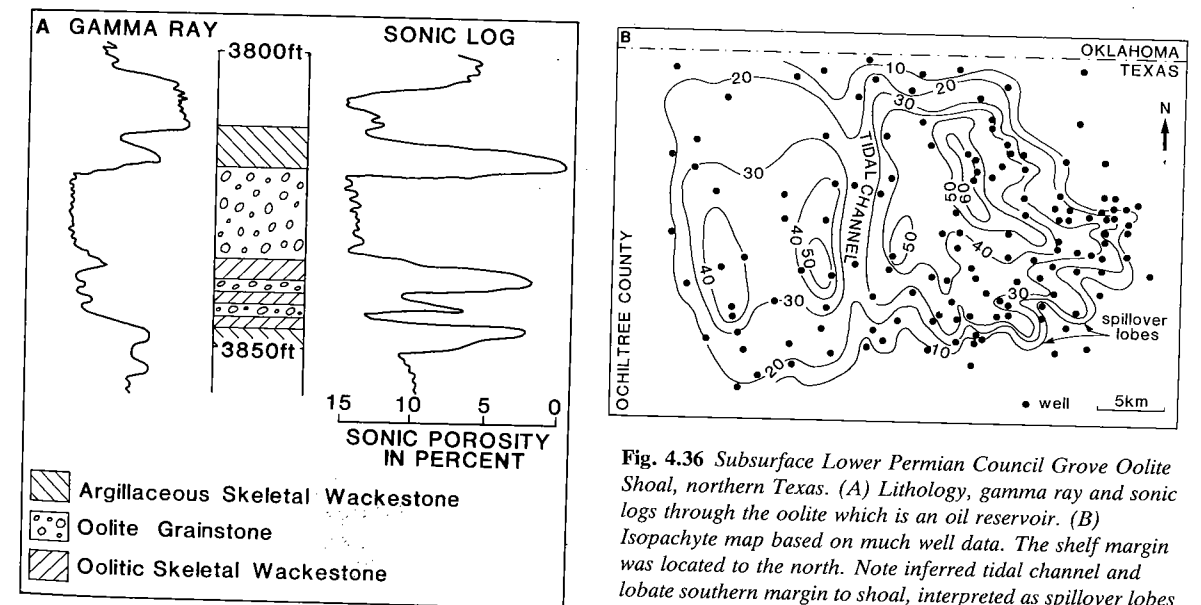 A GAMMA RAY
SONIC LOG
3800ft
3850ft
15 10 5 0
SONIC POROSITY
IN PERCENT
Argillaceous Skeletal Wackestone
Oolite Grainstone
Oolitic Skeletal Wackestone
B
OKLAHOMA
TEXAS
N
OCHILTREE COUNTY
TIDAL CHANNEL
20
10
20
30
30
50
60
40
50
40
50
40
30
30
20
10
spillover
lobes
well
5km
Fig. 4.36 Subsurface Lower Permian Council Grove Oolite
Shoal, northern Texas. (A) Lithology, gamma ray and sonic
logs through the oolite which is an oil reservoir. (B)
Isopachyte map based on much well data. The shelf margin
was located to the north. Note inferred tidal channel and
lobate southern margin to shoal, interpreted as spillover lobes